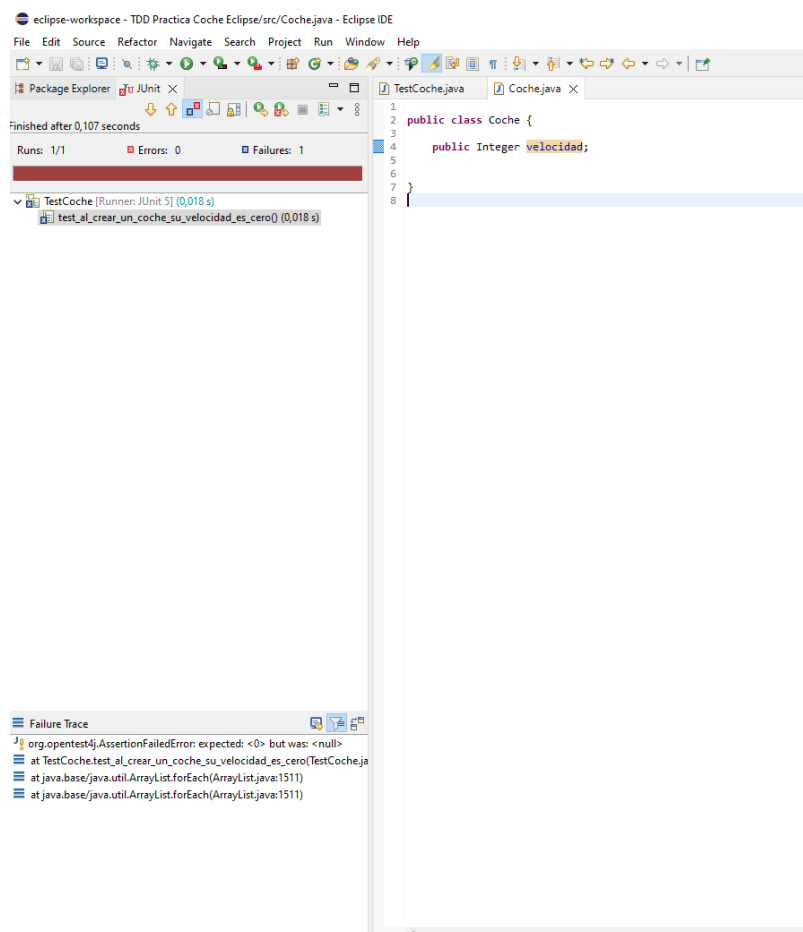 eclipse-workspace - TDD Practica Coche Eclipse/src/Coche.java - Eclipse IDE
File Edit Source Refactor Navigate Search Project Run Window Help
Package Explorer JUnit
TestCoche.java Coche.java
Finished after 0,107 seconds
Runs: 1/1 Errors: 0 Failures: 1
TestCoche [Runner: JUnit 5] (0,018 s)
test_al_crear_un_coche_su_velocidad_es_cero() (0,018 s)
1
2 public class Coche {
3
4 public Integer velocidad;
5
6
7 }
8
Failure Trace
org.opentest4j.AssertionFailedError: expected: <0> but was: <null>
at TestCoche.test_al_crear_un_coche_su_velocidad_es_cero(TestCoche.ja
at java.base/java.util.ArrayList.forEach(ArrayList.java:1511)
at java.base/java.util.ArrayList.forEach(ArrayList.java:1511)